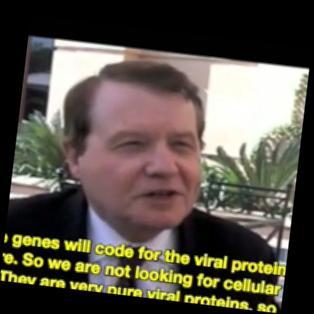 genes will code for the viral protein
So we are not looking for cellular
They are very pure viral proteins, so